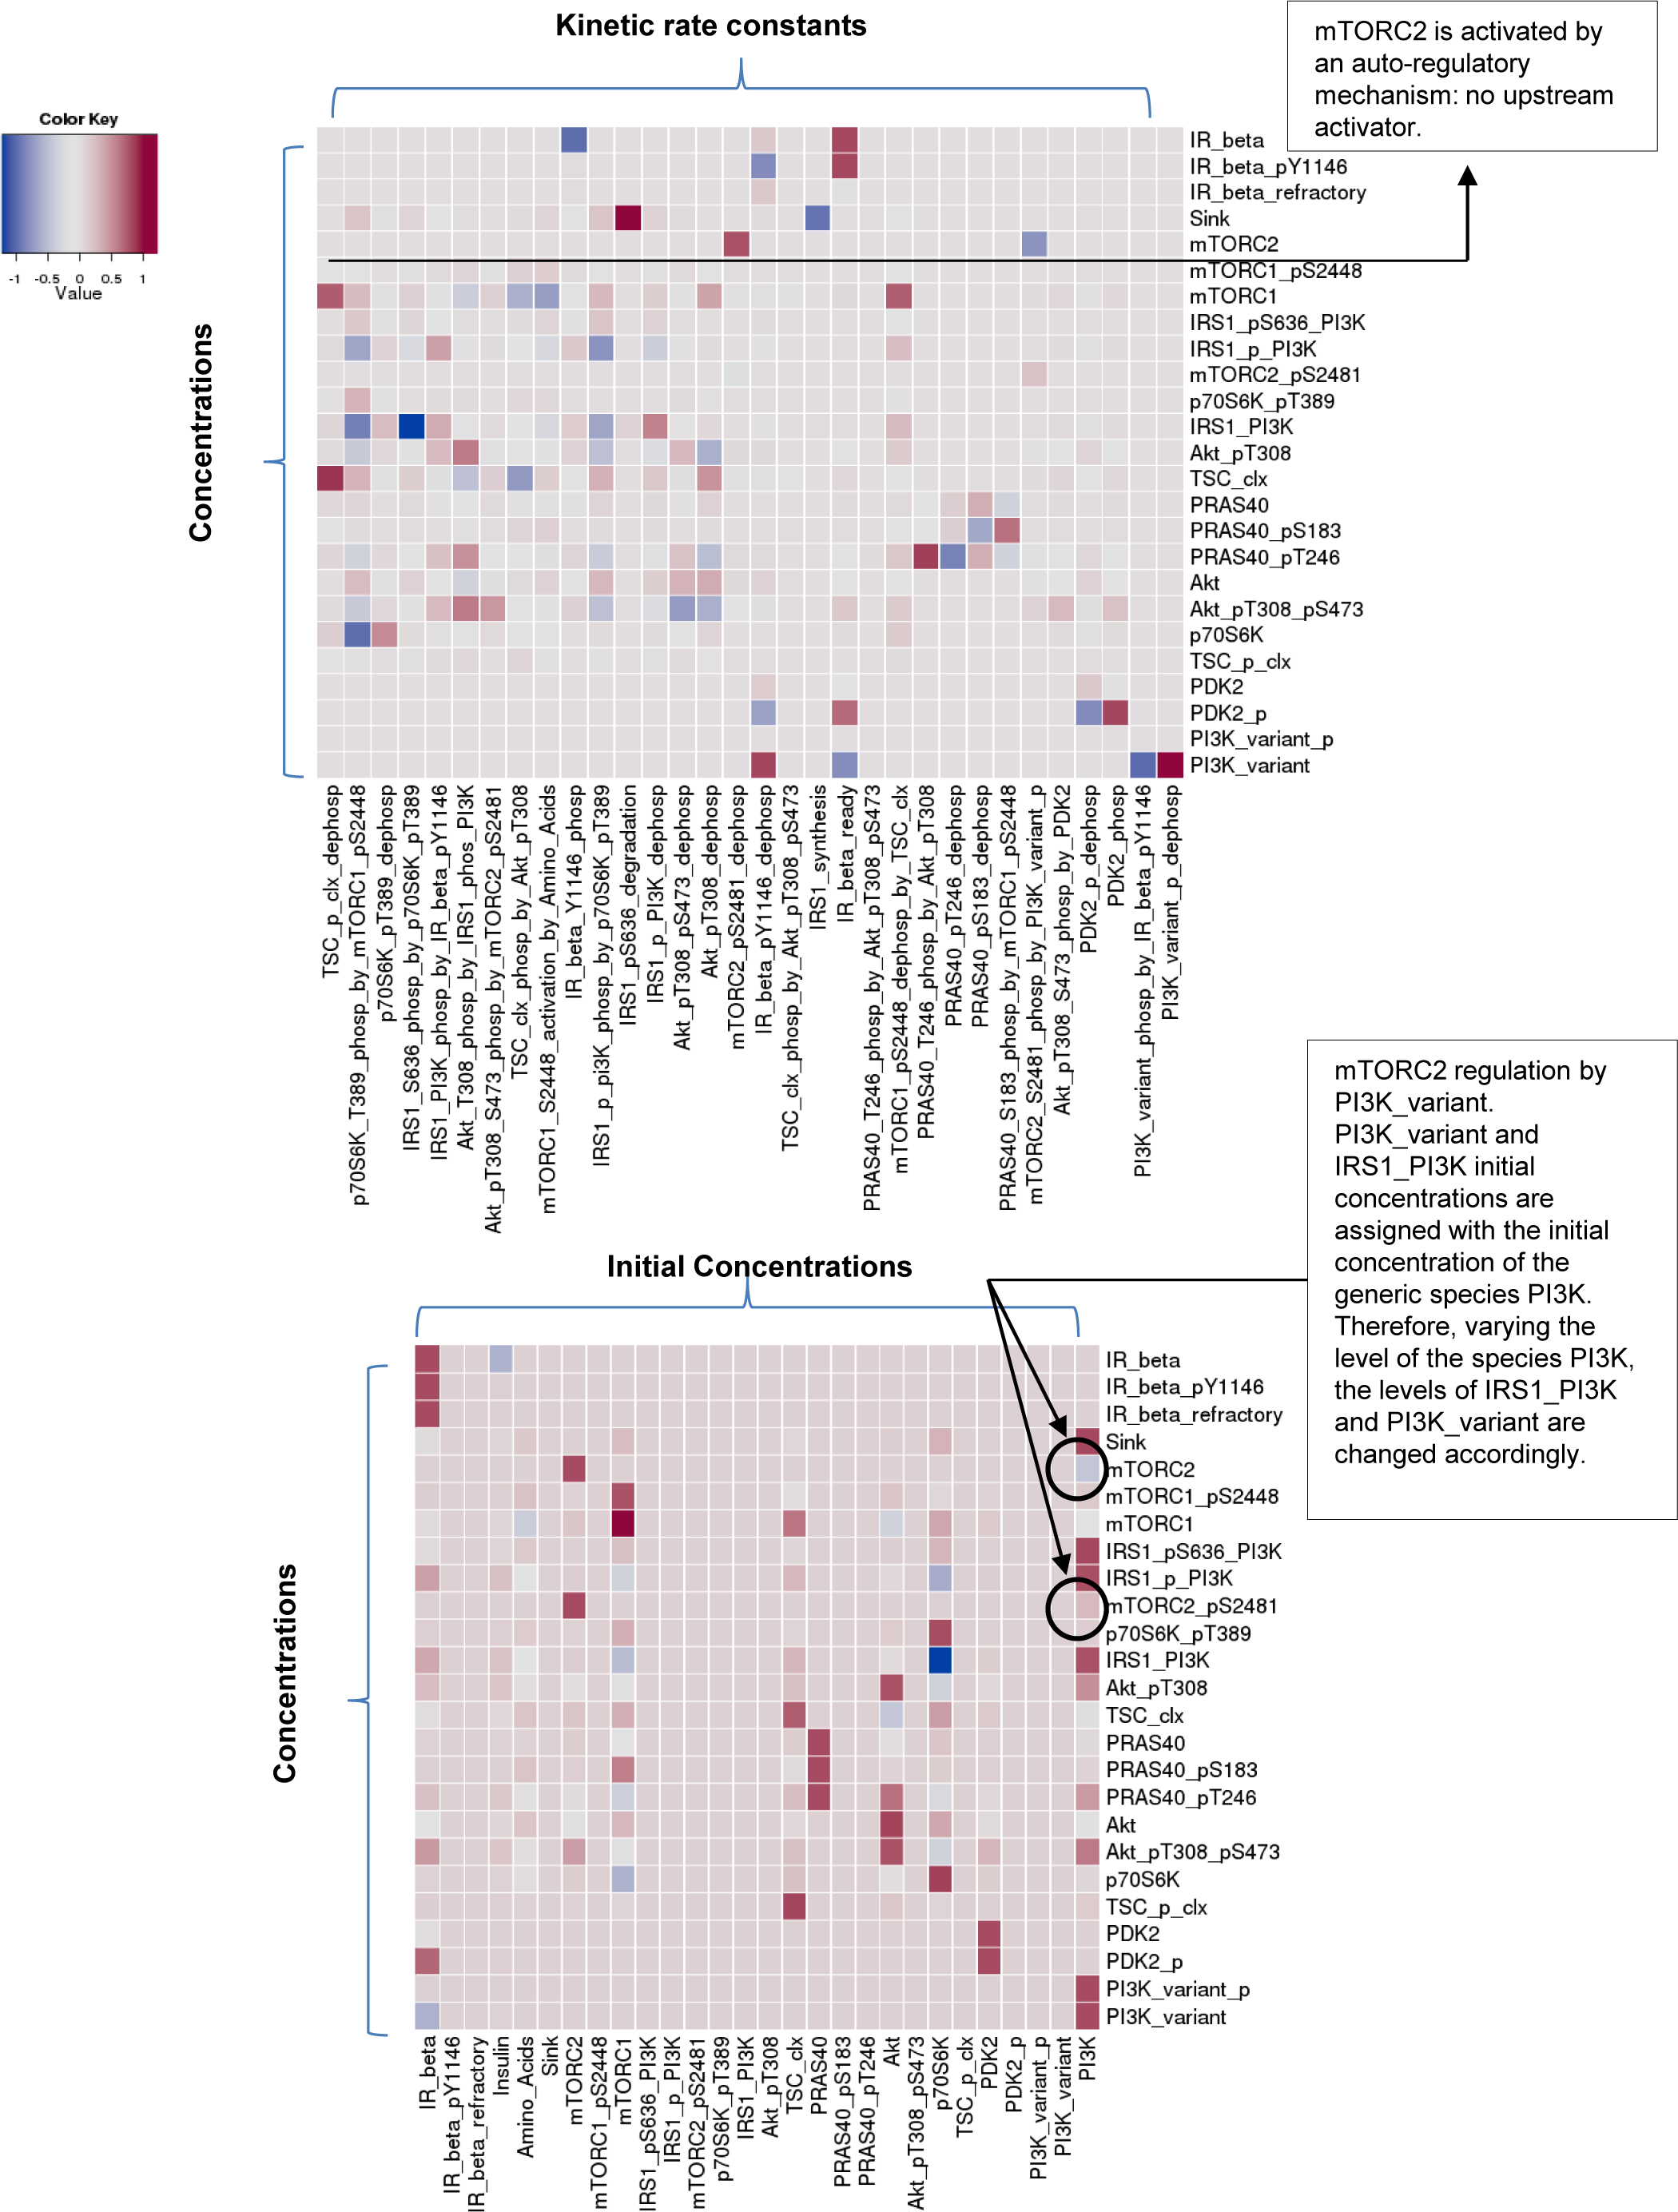 Kinetic rate constants
mTORC2 is activated by
an auto-regulatory
mechanism: no upstream
activator.
Color Key
-1 -0.5 0 0.5 1
Value
Concentrations
IR_beta
IR_beta_pY1146
IR_beta_refractory
Sink
mTORC2
mTORC1_pS2448
mTORC1
IRS1_pS636_PI3K
IRS1_p_PI3K
mTORC2_pS2481
p70S6K_pT389
IRS1_PI3K
Akt_pT308
TSC_clx
PRAS40
PRAS40_pS183
PRAS40_pT246
Akt
Akt_pT308_pS473
p70S6K
TSC_p_clx
PDK2
PDK2_p
PI3K_variant_p
PI3K_variant
TSC_p_clx_dephosp
p70S6K_T389_phosp_by_mTORC1_pS2448
p70S6K_pT389_dephosp
IRS1_S636_phosp_by_p70S6K_pT389
IRS1_PI3K_phosp_by_IR_beta_pY1146
Akt_T308_phosp_by_IRS1_phos_PI3K
Akt_pT308_S473_phosp_by_mTORC2_pS2481
TSC_clx_phosp_by_Akt_pT308
mTORC1_S2448_activation_by_Amino_Acids
IR_beta_Y1146_phosp
IRS1_p_pi3K_phosp_by_p70S6K_pT389
IRS1_pS636_degradation
IRS1_p_PI3K_dephosp
Akt_pT308_pS473_dephosp
Akt_pT308_dephosp
mTORC2_pS2481_dephosp
IR_beta_pY1146_dephosp
TSC_clx_phosp_by_Akt_pT308_pS473
IRS1_synthesis
IR_beta_ready
PRAS40_T246_phosp_by_Akt_pT308_pS473
mTORC1_pS2448_dephosp_by_TSC_clx
PRAS40_T246_phosp_by_Akt_pT308
PRAS40_pT246_dephosp
PRAS40_pS183_dephosp
PRAS40_S183_phosp_by_mTORC1_pS2448
mTORC2_S2481_phosp_by_PI3K_variant_p
Akt_pT308_S473_phosp_by_PDK2
PDK2_p_dephosp
PDK2_phosp
PI3K_variant_phosp_by_IR_beta_pY1146
PI3K_variant_p_dephosp
mTORC2 regulation by
PI3K_variant.
PI3K_variant and
IRS1_PI3K initial
concentrations are
assigned with the initial
concentration of the
generic species PI3K.
Therefore, varying the
level of the species PI3K,
the levels of IRS1_PI3K
and PI3K_variant are
changed accordingly.
Initial Concentrations
Concentrations
IR_beta
IR_beta_pY1146
IR_beta_refractory
Sink
mTORC2
mTORC1_pS2448
mTORC1
IRS1_pS636_PI3K
IRS1_p_PI3K
mTORC2_pS2481
p70S6K_pT389
IRS1_PI3K
Akt_pT308
TSC_clx
PRAS40
PRAS40_pS183
PRAS40_pT246
Akt
Akt_pT308_pS473
p70S6K
TSC_p_clx
PDK2
PDK2_p
PI3K_variant_p
PI3K_variant
IR_beta
IR_beta_pY1146
IR_beta_refractory
Insulin
Amino_Acids
Sink
mTORC2
mTORC1_pS2448
mTORC1
IRS1_pS636_PI3K
IRS1_p_PI3K
mTORC2_pS2481
p70S6K_pT389
IRS1_PI3K
Akt_pT308
TSC_clx
PRAS40
PRAS40_pS183
PRAS40_pT246
Akt
Akt_pT308_pS473
p70S6K
TSC_p_clx
PDK2
PDK2_p
PI3K_variant_p
PI3K_variant
PI3K